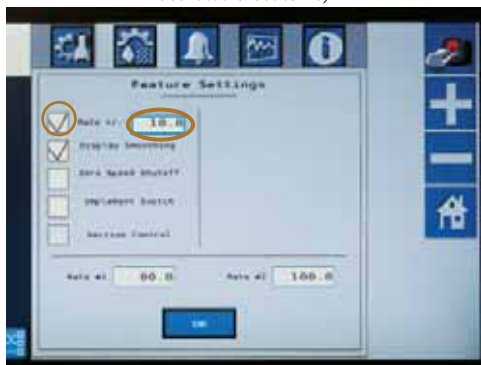 Feature Settings
Rate +/- 10.0
Display Smoothing
Zero Speed Shutoff
Implement Switch
Section Control
Rate #1 80.0 Rate #2 100.0
OK